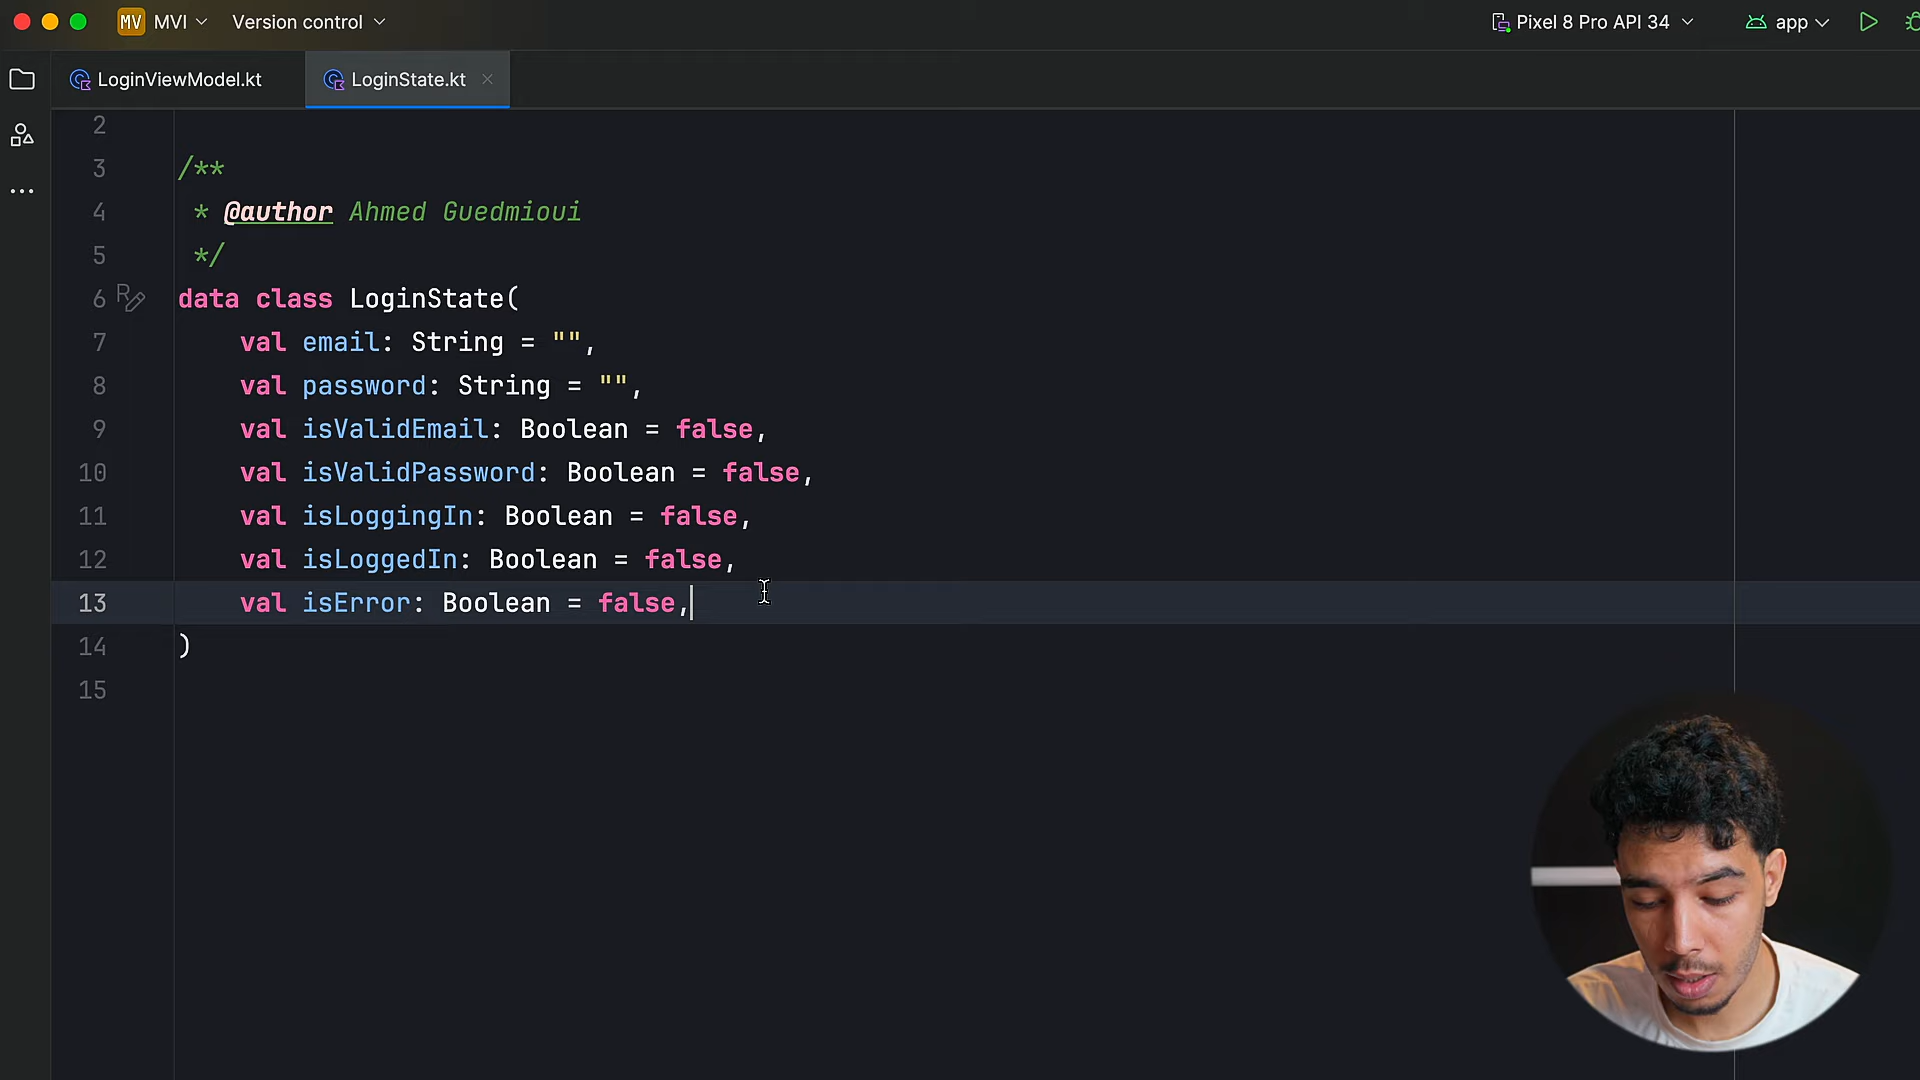 MV MVI Version control Pixel 8 Pro API 34 app
LoginViewModel.kt LoginState.kt
2
3 /**
4 * @author Ahmed Guedmioui
5 */
6 data class LoginState(
7 val email: String = "",
8 val password: String = "",
9 val isValidEmail: Boolean = false,
10 val isValidPassword: Boolean = false,
11 val isLoggingIn: Boolean = false,
12 val isLoggedIn: Boolean = false,
13 val isError: Boolean = false,
14 )
15